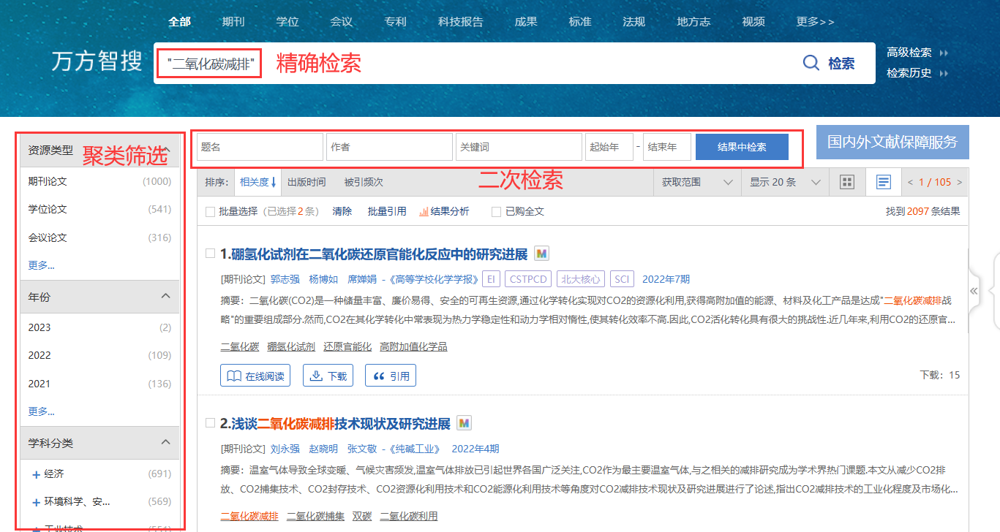 全部 期刊 学位 会议 专利 科技报告 成果 标准 法规 地方志 视频 更多>>
万方智搜 "二氧化碳减排" 精确检索 检索
高级检索
检索历史
资源类型 聚类筛选
期刊论文 (1000)
学位论文 (541)
会议论文 (316)
更多...
年份
2023 (2)
2022 (109)
2021 (136)
更多...
学科分类
+ 经济 (691)
+ 环境科学、安... (569)
+ 工业技术 (551)
题名 作者 关键词 起始年 - 结束年 结果中检索
国内外文献保障服务
排序: 相关度 出版时间 被引频次 二次检索 获取范围 显示 20 条 < 1 / 105 >
批量选择 (已选择2 条) 清除 批量引用 结果分析 已购全文 找到 2097 条结果
1.硼氢化试剂在二氧化碳还原官能化反应中的研究进展 M
[期刊论文] 郭志强 杨博如 席婵娟 -《高等学校化学学报》 EI CSTPCD 北大核心 SCI 2022年7期
摘要：二氧化碳(CO2)是一种储量丰富、廉价易得、安全的可再生资源,通过化学转化实现对CO2的资源化利用,获得高附加值的能源、材料及化工产品是达成"二氧化碳减排战
略"的重要组成部分.然而,CO2在其化学转化中常表现为热力学稳定性和动力学相对惰性,使其转化效率不高.因此,CO2活化转化具有很大的挑战性.近几年来,利用CO2的还原官...
二氧化碳 硼氢化试剂 还原官能化 高附加值化学品
在线阅读 下载 引用 下载：15
2.浅谈二氧化碳减排技术现状及研究进展 M
[期刊论文] 刘永强 赵晓明 张文敬 -《纯碱工业》 2022年4期
摘要：温室气体导致全球变暖、气候灾害频发,温室气体排放已引起世界各国广泛关注,CO2作为最主要温室气体,与之相关的减排研究成为学术界热门课题.本文从减少CO2排
放、CO2捕集技术、CO2封存技术、CO2资源化利用技术和CO2能源化利用技术等角度对CO2减排技术现状及研究进展进行了论述,指出CO2减排技术的工业化程度及市场化...
二氧化碳减排 二氧化碳捕集 双碳 二氧化碳利用